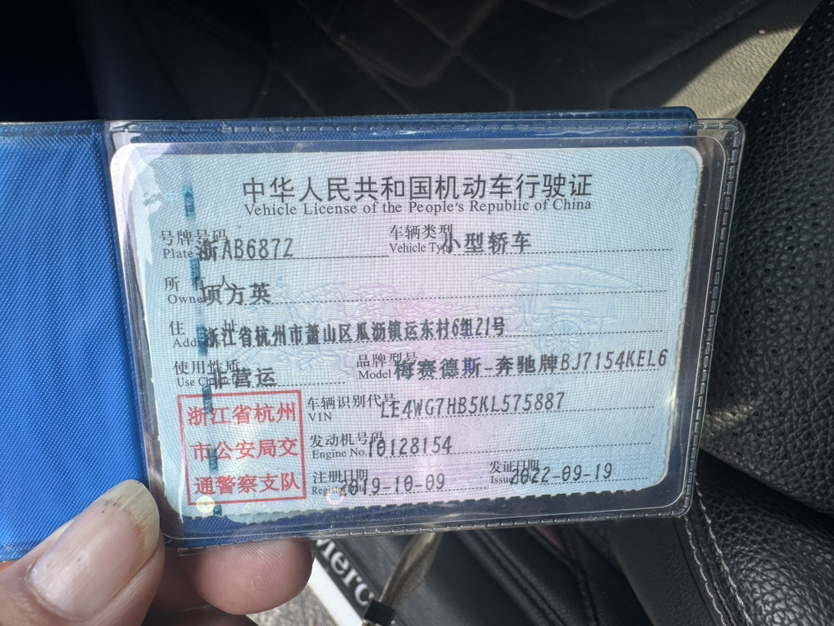 中华人民共和国机动车行驶证
Vehicle License of the People's Republic of China
号牌号码 浙AB687Z 车辆类型 小型轿车
Plate Vehicle Type
所有人 项方英
Owner
住址 浙江省杭州市萧山区瓜沥镇运东村6组21号
Add
使用性质 非营运 品牌型号 梅赛德斯-奔驰牌BJ7154KEL6
Use C Model
浙江省杭州
市公安局交
通警察支队
车辆识别代号 LE4WG7HB5KL575887
VIN
发动机号码 10128154
Engine No.
注册日期 2019-10-09 发证日期 2022-09-19
Regist Issu
Merc